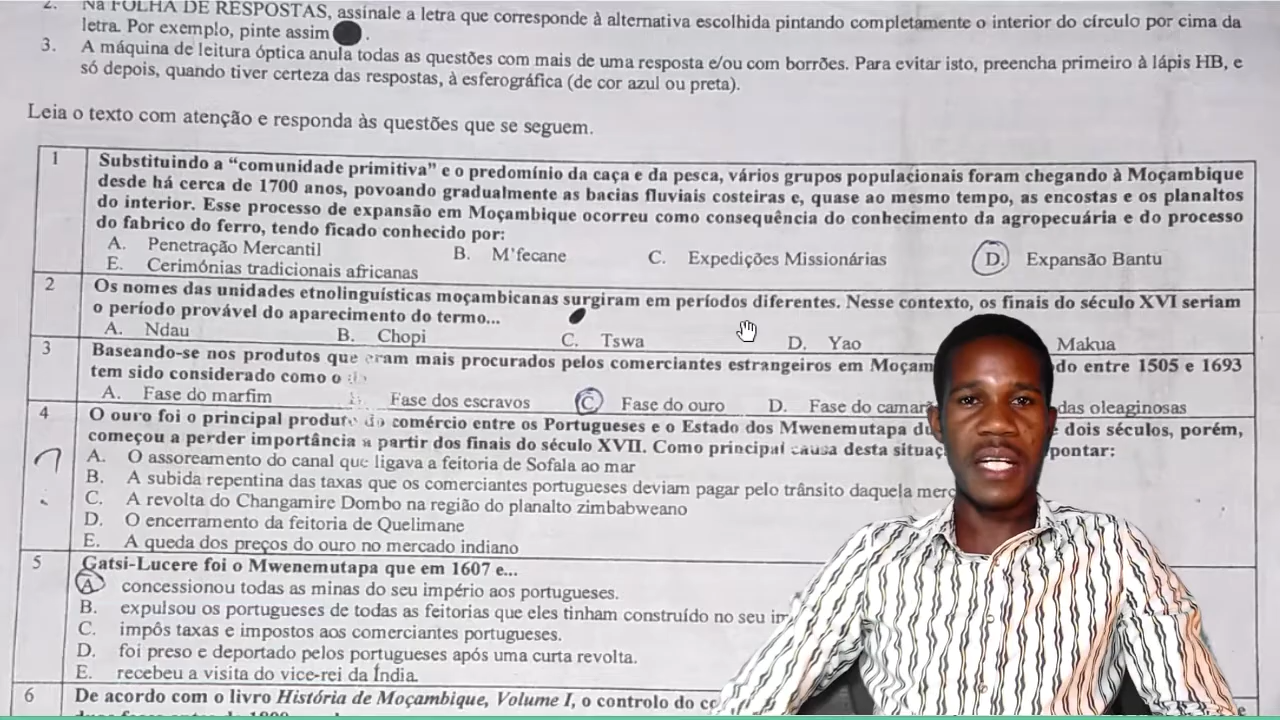 2. Na FOLHA DE RESPOSTAS, assinale a letra que corresponde à alternativa escolhida pintando completamente o interior do círculo por cima da
letra. Por exemplo, pinte assim .
3. A máquina de leitura óptica anula todas as questões com mais de uma resposta e/ou com borrões. Para evitar isto, preencha primeiro à lápis HB, e
só depois, quando tiver certeza das respostas, à esferográfica (de cor azul ou preta).
Leia o texto com atenção e responda às questões que se seguem.
1 Substituindo a “comunidade primitiva” e o predomínio da caça e da pesca, vários grupos populacionais foram chegando à Moçambique
desde há cerca de 1700 anos, povoando gradualmente as bacias fluviais costeiras e, quase ao mesmo tempo, as encostas e os planaltos
do interior. Esse processo de expansão em Moçambique ocorreu como consequência do conhecimento da agropecuária e do processo
do fabrico do ferro, tendo ficado conhecido por:
A. Penetração Mercantil B. M'fecane C. Expedições Missionárias D. Expansão Bantu
E. Cerimónias tradicionais africanas
2 Os nomes das unidades etnolinguísticas moçambicanas surgiram em períodos diferentes. Nesse contexto, os finais do século XVI seriam
o período provável do aparecimento do termo...
A. Ndau B. Chopi C. Tswa D. Yao Makua
3 Baseando-se nos produtos que eram mais procurados pelos comerciantes estrangeiros em Moçam do entre 1505 e 1693
tem sido considerado como o
A. Fase do marfim Fase dos escravos C Fase do ouro D. Fase do camar das oleaginosas
4 O ouro foi o principal produto do comércio entre os Portugueses e o Estado dos Mwenemutapa du e dois séculos, porém,
começou a perder importância a partir dos finais do século XVII. Como principal causa desta situaç pontar:
A. O assoreamento do canal que ligava a feitoria de Sofala ao mar
B. A subida repentina das taxas que os comerciantes portugueses deviam pagar pelo trânsito daquela merc
C. A revolta do Changamire Dombo na região do planalto zimbabweano
D. O encerramento da feitoria de Quelimane
E. A queda dos preços do ouro no mercado indiano
5 Gatsi-Lucere foi o Mwenemutapa que em 1607 e...
A. concessionou todas as minas do seu império aos portugueses.
B. expulsou os portugueses de todas as feitorias que eles tinham construído no seu im
C. impôs taxas e impostos aos comerciantes portugueses.
D. foi preso e deportado pelos portugueses após uma curta revolta.
E. recebeu a visita do vice-rei da Índia.
6 De acordo com o livro História de Moçambique, Volume I, o controlo do co